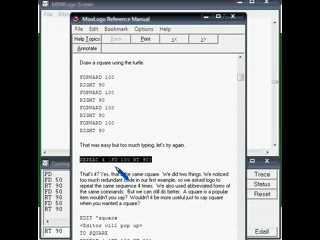 MSWLogo Screen
MswLogo Reference Manual
File Edit Bookmark Options Help
Help Topics Back Print << >>
Annotate
Draw a square using the turtle
FORWARD 100
RIGHT 90
FORWARD 100
RIGHT 90
FORWARD 100
RIGHT 90
FORWARD 100
RIGHT 90
That was easy but too much typing, let's try again.
REPEAT 4 [FD 100 RT 90]
That's it? Yes, that's the same square. We did two things. We noticed
too much redundant code in our first example, so we asked logo to
repeat the same sequence 4 times. We also used abbreviated forms of
the same commands. But we can still do better. A square is a popular
item wouldn't you say? Wouldn't it be more useful just to say square
when you wanted a square?
EDIT "square
<Editor will pop up>
TO SQUARE
Comma
FD
FD 50
RT 90
FD 50
RT 90
FD 50
RT 90
RT 90
Trace
Status
Reset
Edall